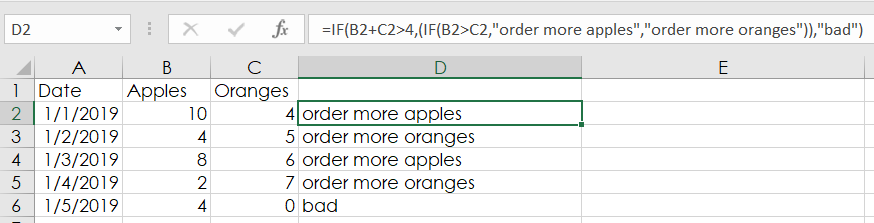 D2 fx =IF(B2+C2>4,(IF(B2>C2,"order more apples","order more oranges")),"bad")
A B C D E
1 Date Apples Oranges
2 1/1/2019 10 4 order more apples
3 1/2/2019 4 5 order more oranges
4 1/3/2019 8 6 order more apples
5 1/4/2019 2 7 order more oranges
6 1/5/2019 4 0 bad